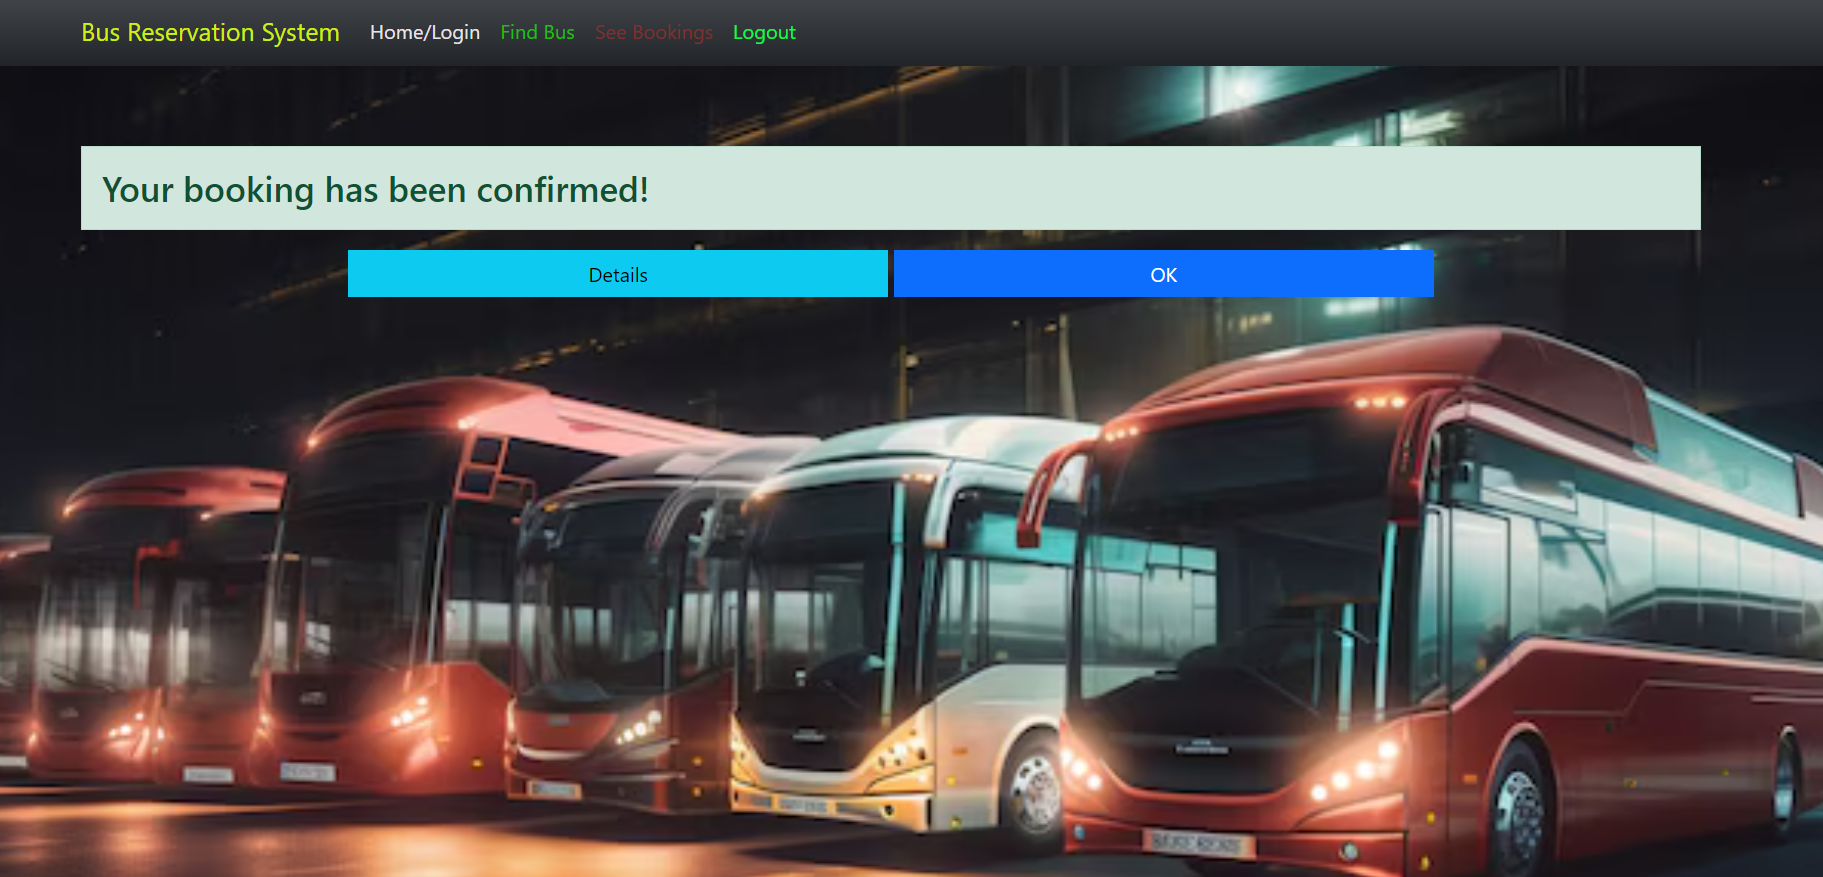 Bus Reservation System Home/Login Find Bus See Bookings Logout
Your booking has been confirmed!
Details OK